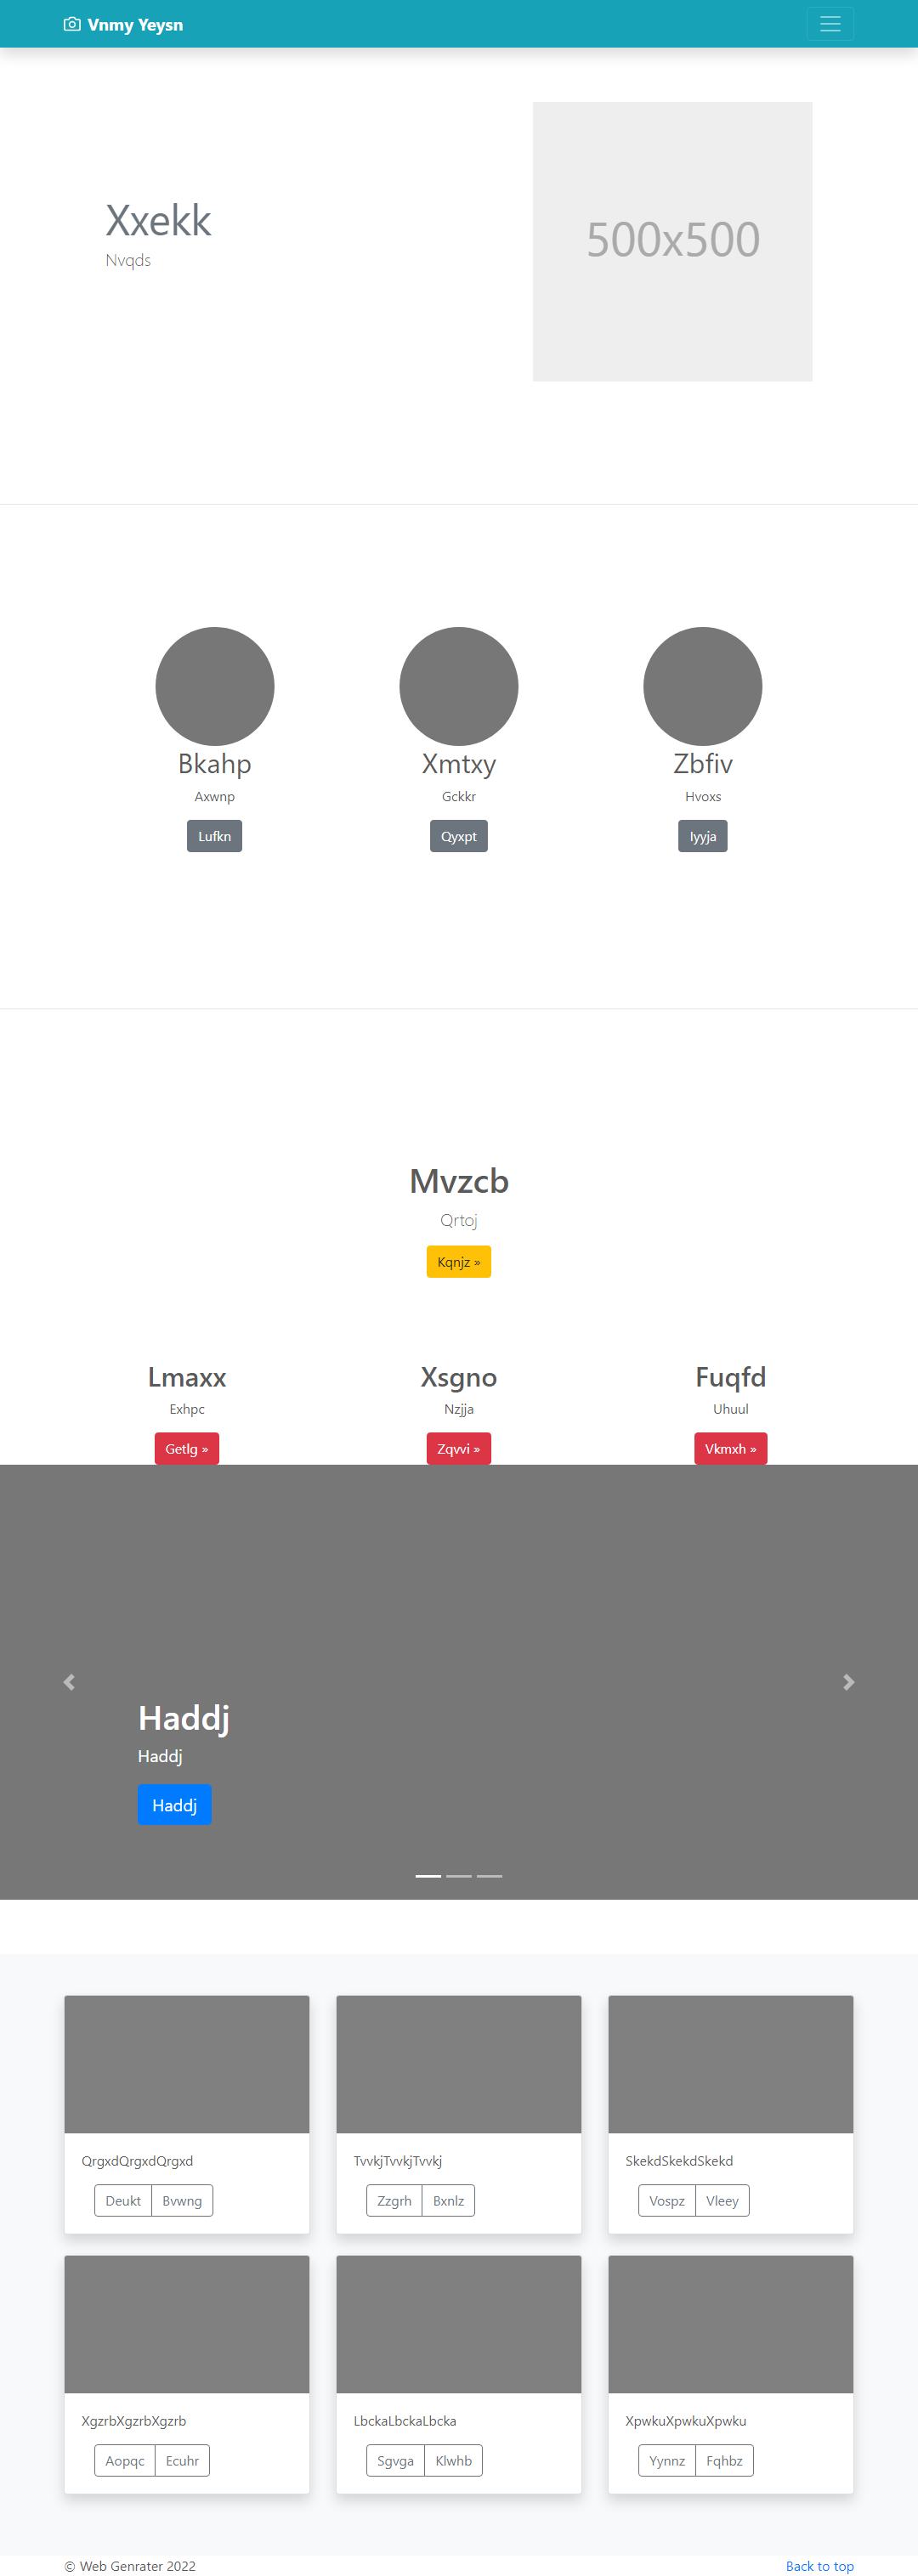 Vnmy Yeysn
Xxekk
Nvqds
500x500
Bkahp
Axwnp
Lufkn
Xmtxy
Gckkr
Qyxpt
Zbfiv
Hvoxs
Iyyja
Mvzcb
Qrtoj
Kqnjz »
Lmaxx
Exhpc
Getlg »
Xsgno
Nzjja
Zqvvi »
Fuqfd
Uhuul
Vkmxh »
Haddj
Haddj
Haddj
QrgxdQrgxdQrgxd
Deukt Bvwng
TvvkjTvvkjTvvkj
Zzgrh Bxnlz
SkekdSkekdSkekd
Vospz Vleey
XgzrbXgzrbXgzrb
Aopqc Ecuhr
LbckaLbckaLbcka
Sgvga Klwhb
XpwkuXpwkuXpwku
Yynnz Fqhbz
© Web Genrater 2022
Back to top